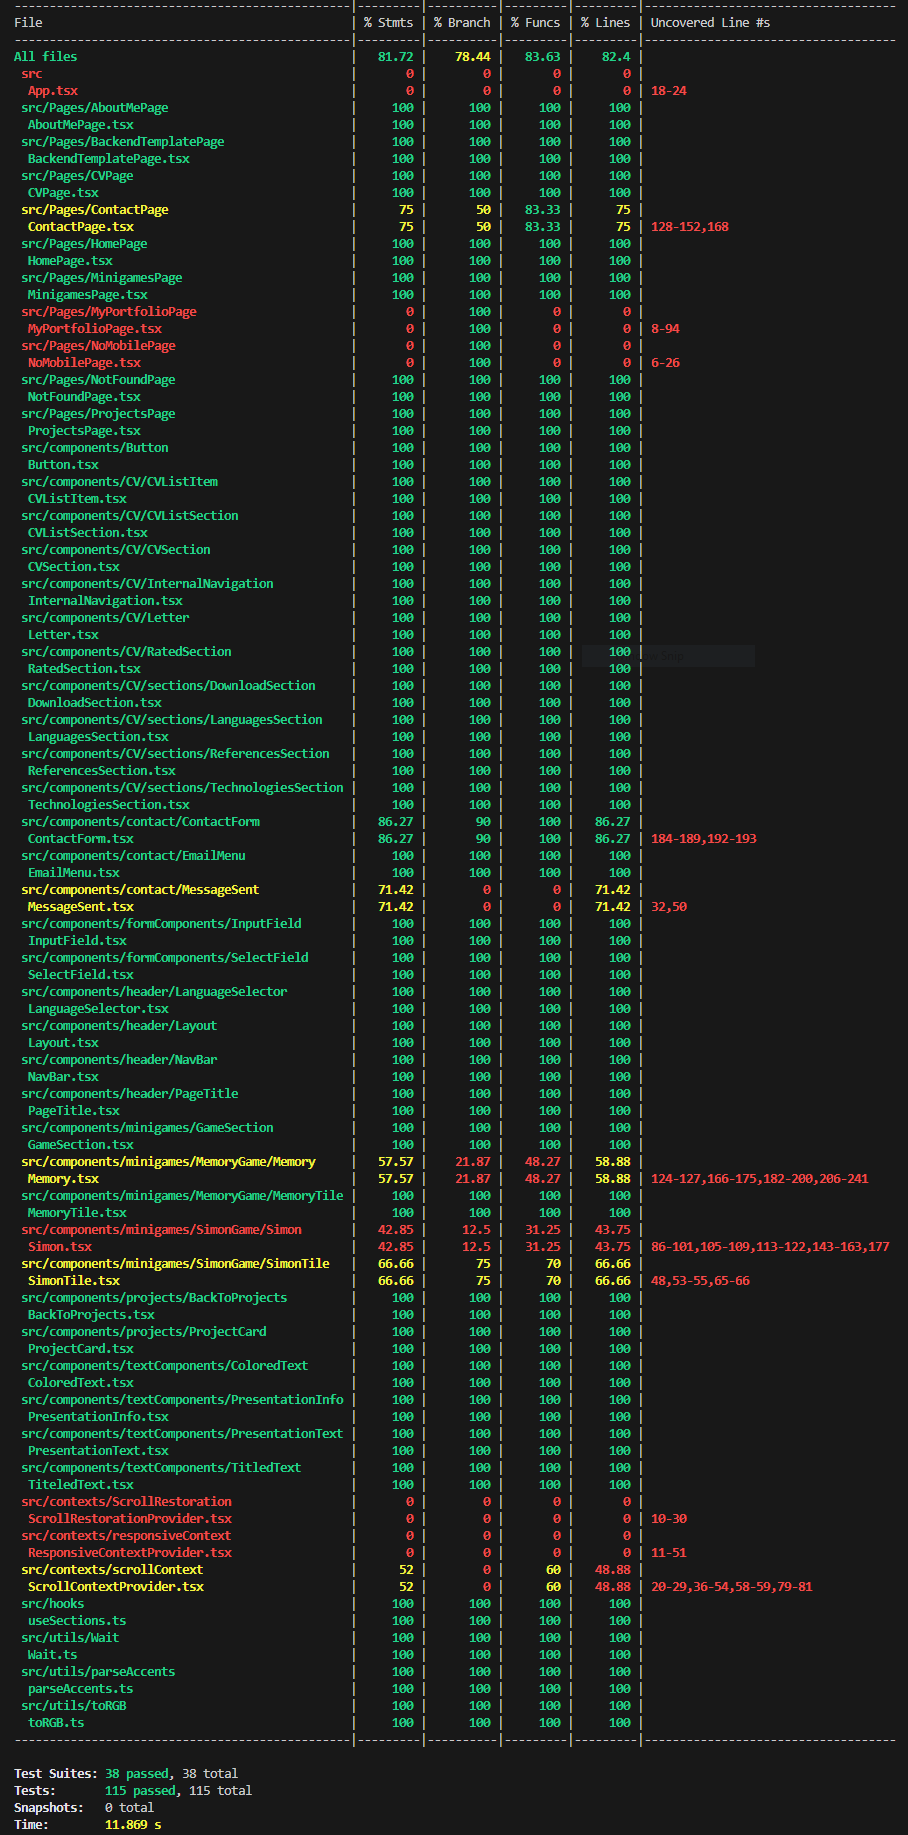 File | % Stmts | % Branch | % Funcs | % Lines | Uncovered Line #s
All files | 81.72 | 78.44 | 83.63 | 82.4 |
src | 0 | 0 | 0 | 0 |
App.tsx | 0 | 0 | 0 | 0 | 18-24
src/Pages/AboutMePage | 100 | 100 | 100 | 100 |
AboutMePage.tsx | 100 | 100 | 100 | 100 |
src/Pages/BackendTemplatePage | 100 | 100 | 100 | 100 |
BackendTemplatePage.tsx | 100 | 100 | 100 | 100 |
src/Pages/CVPage | 100 | 100 | 100 | 100 |
CVPage.tsx | 100 | 100 | 100 | 100 |
src/Pages/ContactPage | 75 | 50 | 83.33 | 75 |
ContactPage.tsx | 75 | 50 | 83.33 | 75 | 128-152,168
src/Pages/HomePage | 100 | 100 | 100 | 100 |
HomePage.tsx | 100 | 100 | 100 | 100 |
src/Pages/MinigamesPage | 100 | 100 | 100 | 100 |
MinigamesPage.tsx | 100 | 100 | 100 | 100 |
src/Pages/MyPortfolioPage | 0 | 100 | 0 | 0 |
MyPortfolioPage.tsx | 0 | 100 | 0 | 0 | 8-94
src/Pages/NoMobilePage | 0 | 100 | 0 | 0 |
NoMobilePage.tsx | 0 | 100 | 0 | 0 | 6-26
src/Pages/NotFoundPage | 100 | 100 | 100 | 100 |
NotFoundPage.tsx | 100 | 100 | 100 | 100 |
src/Pages/ProjectsPage | 100 | 100 | 100 | 100 |
ProjectsPage.tsx | 100 | 100 | 100 | 100 |
src/components/Button | 100 | 100 | 100 | 100 |
Button.tsx | 100 | 100 | 100 | 100 |
src/components/CV/CVListItem | 100 | 100 | 100 | 100 |
CVListItem.tsx | 100 | 100 | 100 | 100 |
src/components/CV/CVListSection | 100 | 100 | 100 | 100 |
CVListSection.tsx | 100 | 100 | 100 | 100 |
src/components/CV/CVSection | 100 | 100 | 100 | 100 |
CVSection.tsx | 100 | 100 | 100 | 100 |
src/components/CV/InternalNavigation | 100 | 100 | 100 | 100 |
InternalNavigation.tsx | 100 | 100 | 100 | 100 |
src/components/CV/Letter | 100 | 100 | 100 | 100 |
Letter.tsx | 100 | 100 | 100 | 100 |
src/components/CV/RatedSection | 100 | 100 | 100 | 100 |
RatedSection.tsx | 100 | 100 | 100 | 100 |
src/components/CV/sections/DownloadSection | 100 | 100 | 100 | 100 |
DownloadSection.tsx | 100 | 100 | 100 | 100 |
src/components/CV/sections/LanguagesSection | 100 | 100 | 100 | 100 |
LanguagesSection.tsx | 100 | 100 | 100 | 100 |
src/components/CV/sections/ReferencesSection | 100 | 100 | 100 | 100 |
ReferencesSection.tsx | 100 | 100 | 100 | 100 |
src/components/CV/sections/TechnologiesSection | 100 | 100 | 100 | 100 |
TechnologiesSection.tsx | 100 | 100 | 100 | 100 |
src/components/contact/ContactForm | 86.27 | 90 | 100 | 86.27 |
ContactForm.tsx | 86.27 | 90 | 100 | 86.27 | 184-189,192-193
src/components/contact/EmailMenu | 100 | 100 | 100 | 100 |
EmailMenu.tsx | 100 | 100 | 100 | 100 |
src/components/contact/MessageSent | 71.42 | 0 | 0 | 71.42 |
MessageSent.tsx | 71.42 | 0 | 0 | 71.42 | 32,50
src/components/formComponents/InputField | 100 | 100 | 100 | 100 |
InputField.tsx | 100 | 100 | 100 | 100 |
src/components/formComponents/SelectField | 100 | 100 | 100 | 100 |
SelectField.tsx | 100 | 100 | 100 | 100 |
src/components/header/LanguageSelector | 100 | 100 | 100 | 100 |
LanguageSelector.tsx | 100 | 100 | 100 | 100 |
src/components/header/Layout | 100 | 100 | 100 | 100 |
Layout.tsx | 100 | 100 | 100 | 100 |
src/components/header/NavBar | 100 | 100 | 100 | 100 |
NavBar.tsx | 100 | 100 | 100 | 100 |
src/components/header/PageTitle | 100 | 100 | 100 | 100 |
PageTitle.tsx | 100 | 100 | 100 | 100 |
src/components/minigames/GameSection | 100 | 100 | 100 | 100 |
GameSection.tsx | 100 | 100 | 100 | 100 |
src/components/minigames/MemoryGame/Memory | 57.57 | 21.87 | 48.27 | 58.88 |
Memory.tsx | 57.57 | 21.87 | 48.27 | 58.88 | 124-127,166-175,182-200,206-241
src/components/minigames/MemoryGame/MemoryTile | 100 | 100 | 100 | 100 |
MemoryTile.tsx | 100 | 100 | 100 | 100 |
src/components/minigames/SimonGame/Simon | 42.85 | 12.5 | 31.25 | 43.75 |
Simon.tsx | 42.85 | 12.5 | 31.25 | 43.75 | 86-101,105-109,113-122,143-163,177
src/components/minigames/SimonGame/SimonTile | 66.66 | 75 | 70 | 66.66 |
SimonTile.tsx | 66.66 | 75 | 70 | 66.66 | 48,53-55,65-66
src/components/projects/BackToProjects | 100 | 100 | 100 | 100 |
BackToProjects.tsx | 100 | 100 | 100 | 100 |
src/components/projects/ProjectCard | 100 | 100 | 100 | 100 |
ProjectCard.tsx | 100 | 100 | 100 | 100 |
src/components/textComponents/ColoredText | 100 | 100 | 100 | 100 |
ColoredText.tsx | 100 | 100 | 100 | 100 |
src/components/textComponents/PresentationInfo | 100 | 100 | 100 | 100 |
PresentationInfo.tsx | 100 | 100 | 100 | 100 |
src/components/textComponents/PresentationText | 100 | 100 | 100 | 100 |
PresentationText.tsx | 100 | 100 | 100 | 100 |
src/components/textComponents/TitledText | 100 | 100 | 100 | 100 |
TiteledText.tsx | 100 | 100 | 100 | 100 |
src/contexts/ScrollRestoration | 0 | 0 | 0 | 0 |
ScrollRestorationProvider.tsx | 0 | 0 | 0 | 0 | 10-30
src/contexts/responsiveContext | 0 | 0 | 0 | 0 |
ResponsiveContextProvider.tsx | 0 | 0 | 0 | 0 | 11-51
src/contexts/scrollContext | 52 | 0 | 60 | 48.88 |
ScrollContextProvider.tsx | 52 | 0 | 60 | 48.88 | 20-29,36-54,58-59,79-81
src/hooks | 100 | 100 | 100 | 100 |
useSections.ts | 100 | 100 | 100 | 100 |
src/utils/Wait | 100 | 100 | 100 | 100 |
Wait.ts | 100 | 100 | 100 | 100 |
src/utils/parseAccents | 100 | 100 | 100 | 100 |
parseAccents.ts | 100 | 100 | 100 | 100 |
src/utils/toRGB | 100 | 100 | 100 | 100 |
toRGB.ts | 100 | 100 | 100 | 100 |
Test Suites: 38 passed, 38 total
Tests: 115 passed, 115 total
Snapshots: 0 total
Time: 11.869 s